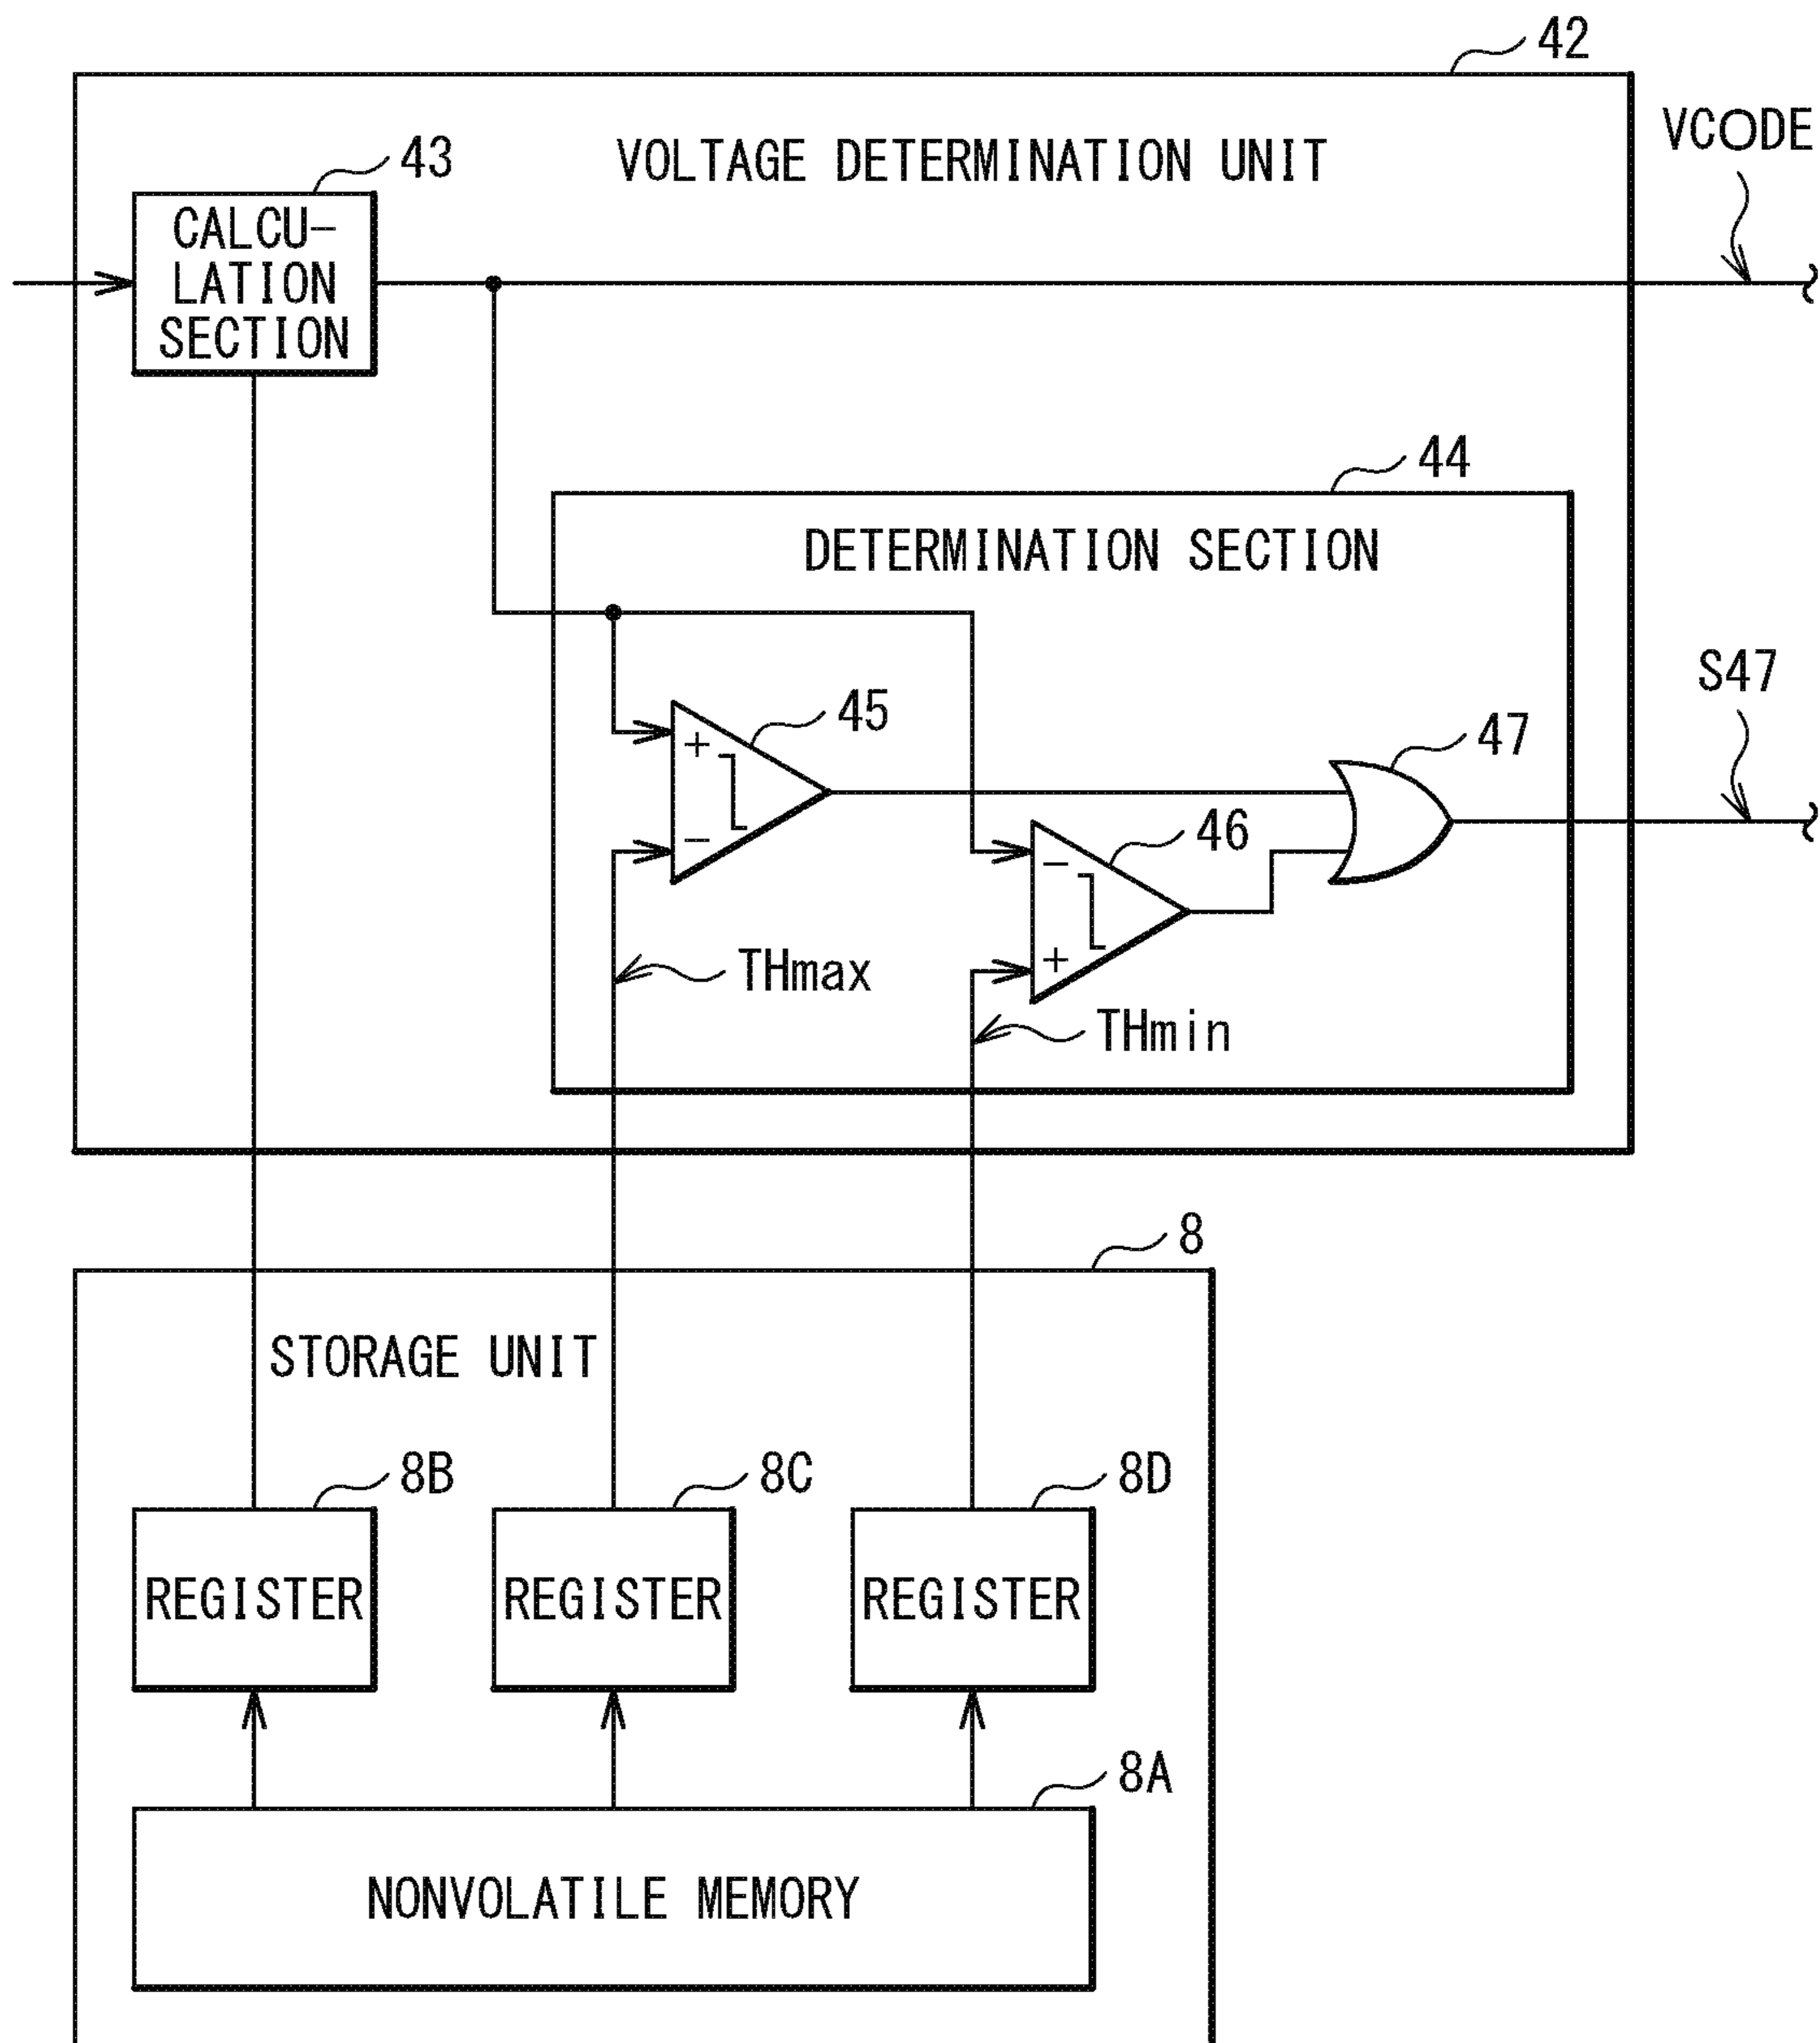 42
VCODE
VOLTAGE DETERMINATION UNIT
43
CALCU-
LATION
SECTION
44
DETERMINATION SECTION
S47
45
+
-
47
46
-
+
THmax
THmin
8
STORAGE UNIT
8B
8C
8D
REGISTER
REGISTER
REGISTER
8A
NONVOLATILE MEMORY